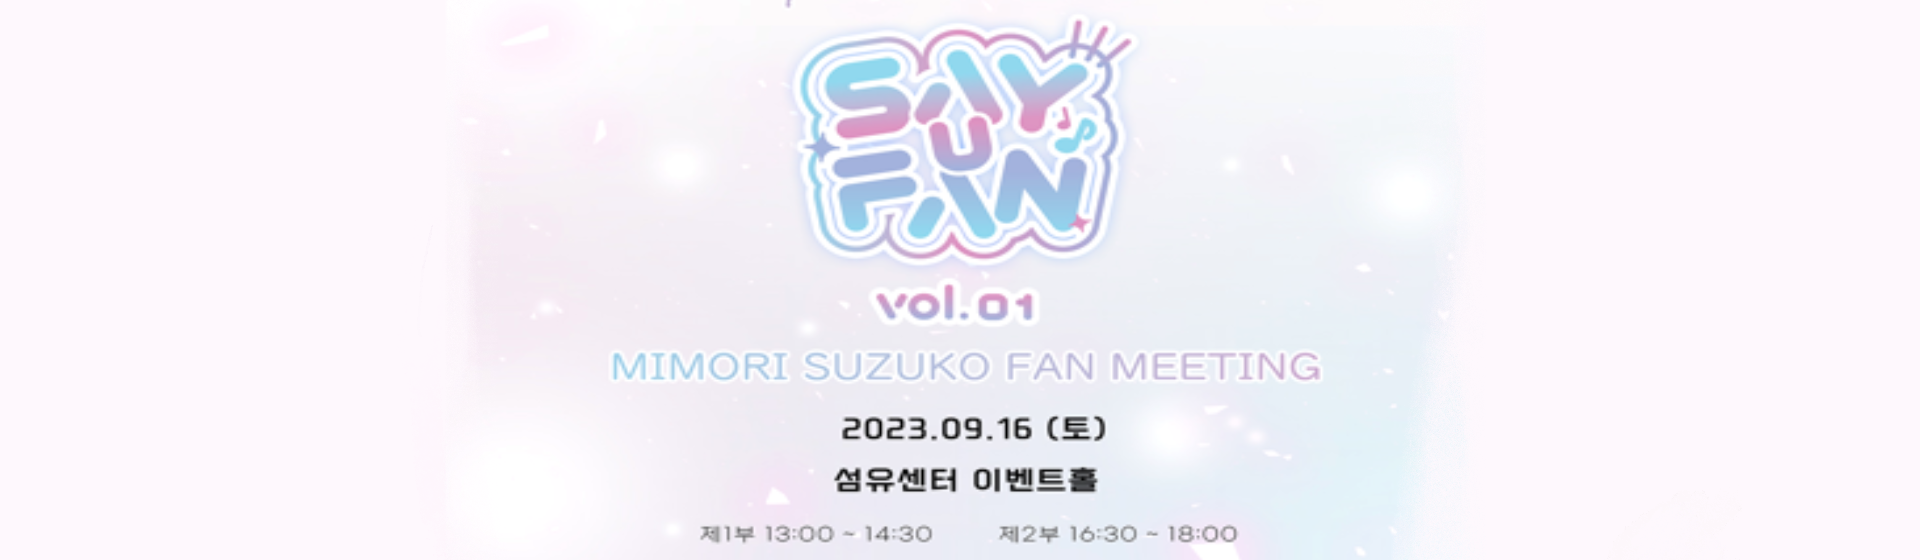 SAY
U
FAN
vol.01
MIMORI SUZUKO FAN MEETING
2023.09.16 (토)
섬유센터 이벤트홀
제1부 13:00 ~ 14:30 제2부 16:30 ~ 18:00